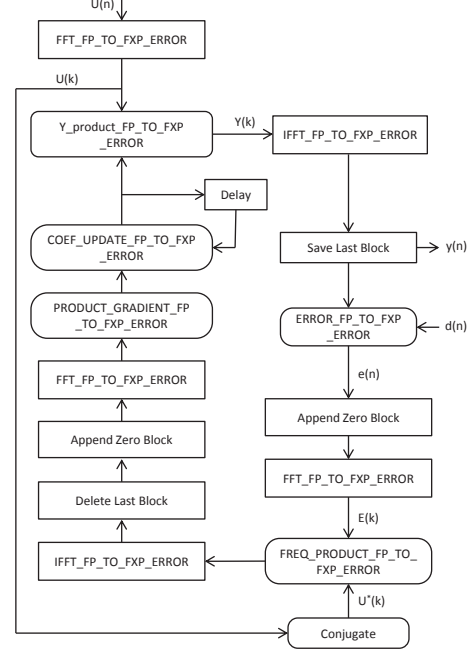 U(n)
FFT_FP_TO_FXP_ERROR
U(k)
Y_product_FP_TO_FXP
_ERROR
Y(k)
IFFT_FP_TO_FXP_ERROR
Delay
COEF_UPDATE_FP_TO_FXP
_ERROR
Save Last Block
y(n)
PRODUCT_GRADIENT_FP
_TO_FXP_ERROR
ERROR_FP_TO_FXP
_ERROR
d(n)
e(n)
FFT_FP_TO_FXP_ERROR
Append Zero Block
Append Zero Block
FFT_FP_TO_FXP_ERROR
Delete Last Block
E(k)
IFFT_FP_TO_FXP_ERROR
FREQ_PRODUCT_FP_TO_
FXP_ERROR
U*(k)
Conjugate